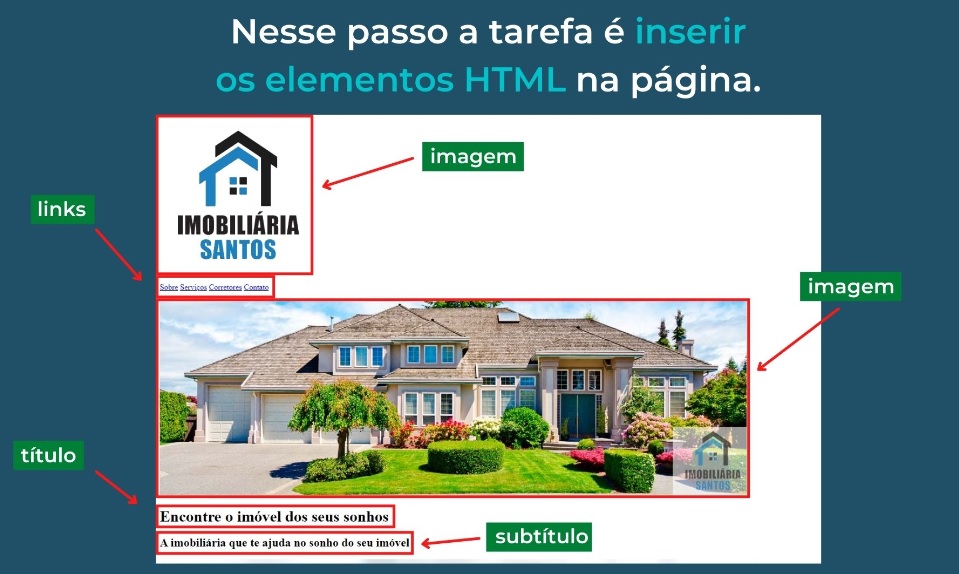 Nesse passo a tarefa é inserir
os elementos HTML na página.
imagem
IMOBILIÁRIA
SANTOS
links
Sobre Serviços Corretores Contato
imagem
IMOBILIÁRIA
SANTOS
título
Encontre o imóvel dos seus sonhos
A imobiliária que te ajuda no sonho do seu imóvel
subtítulo